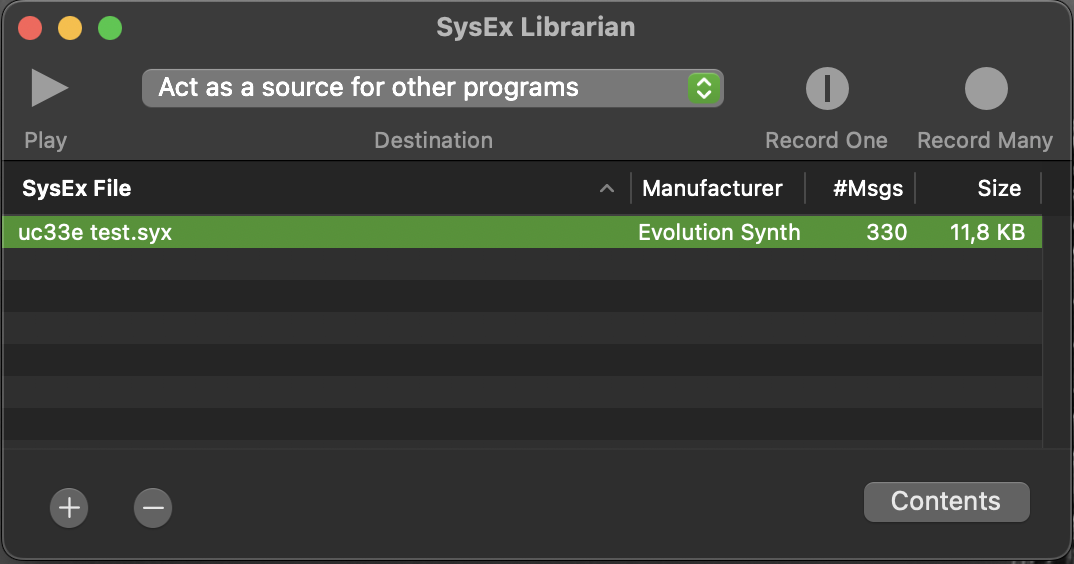 SysEx Librarian
Act as a source for other programs
Play Destination Record One Record Many
SysEx File Manufacturer #Msgs Size
uc33e test.syx Evolution Synth 330 11,8 KB
Contents